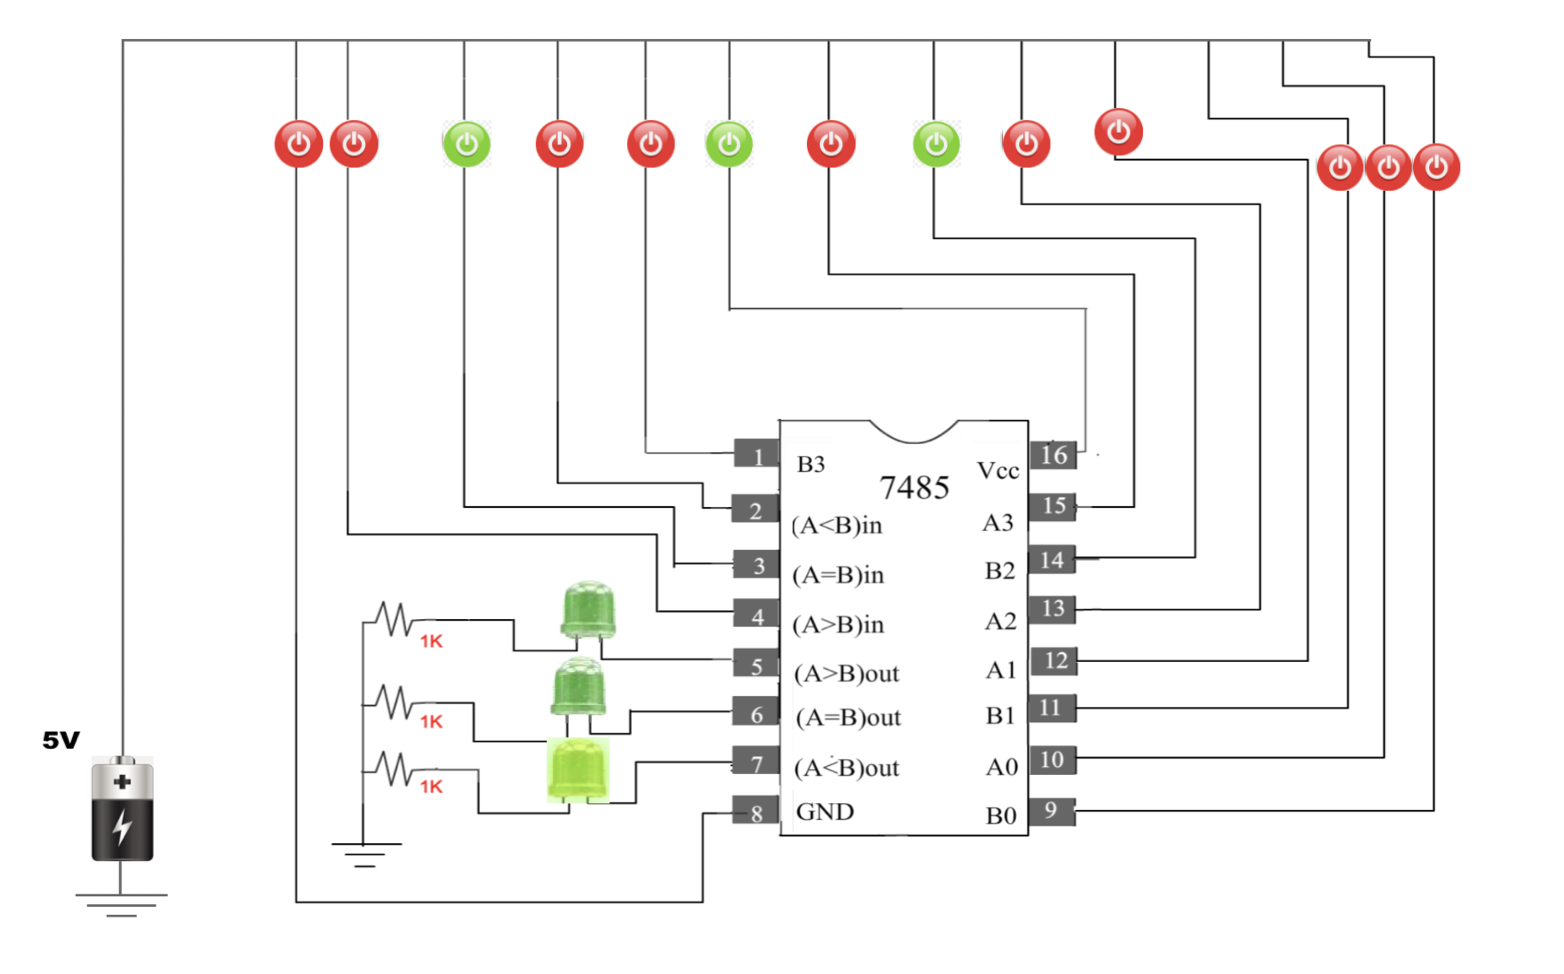 1
B3
16
Vcc
7485
2
(A<B)in
15
A3
3
(A=B)in
14
B2
4
(A>B)in
13
A2
1K
5
(A>B)out
12
A1
1K
6
(A=B)out
11
B1
5V
1K
7
(A<B)out
10
A0
8
GND
9
B0